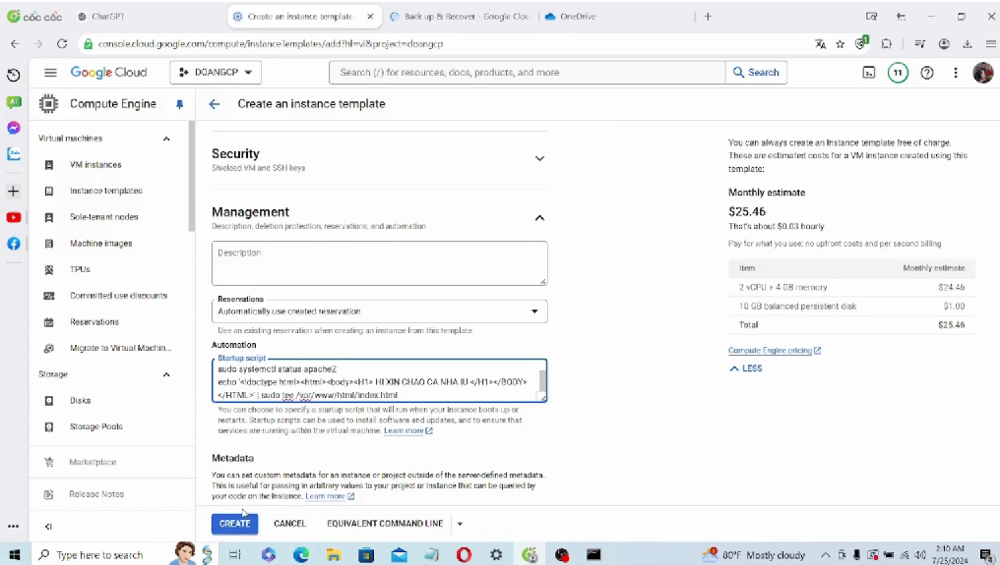 cốc cốc
ChatGPT
Create an instance template
Back up & Recover - Google Clou
OneDrive
console.cloud.google.com/compute/instanceTemplates/add?hl=vi&project=doangcp
Google Cloud
DOANGCP
Search (/) for resources, docs, products, and more
Search
11
Compute Engine
Create an instance template
Virtual machines
VM instances
Instance templates
Sole-tenant nodes
Machine images
TPUs
Committed use discounts
Reservations
Migrate to Virtual Machin...
Storage
Disks
Storage Pools
Marketplace
Release Notes
Security
Shielded VM and SSH keys
Management
Description, deletion protection, reservations, and automation
Description
Reservations
Automatically use created reservation
Use an existing reservation when creating an instance from this template
Automation
Startup script
sudo systemctl status apache2
echo '<!doctype html><html><body><H1> HI XIN CHAO CA NHA IU </H1></BODY>
</HTML>' | sudo tee /var/www/html/index.html
You can choose to specify a startup script that will run when your instance boots up or
restarts. Startup scripts can be used to install software and updates, and to ensure that
services are running within the virtual machine. Learn more
Metadata
You can set custom metadata for an instance or project outside of the server-defined metadata.
This is useful for passing in arbitrary values to your project or instance that can be queried by
your code on the instance. Learn more
CREATE
CANCEL
EQUIVALENT COMMAND LINE
You can always create an Instance template free of charge.
These are estimated costs for a VM instance created using this
template:
Monthly estimate
$25.46
That's about $0.03 hourly
Pay for what you use: no upfront costs and per second billing
Item Monthly estimate
2 vCPU + 4 GB memory $24.46
10 GB balanced persistent disk $1.00
Total $25.46
Compute Engine pricing
LESS
Type here to search
80°F Mostly cloudy
2:10 AM
7/25/2024